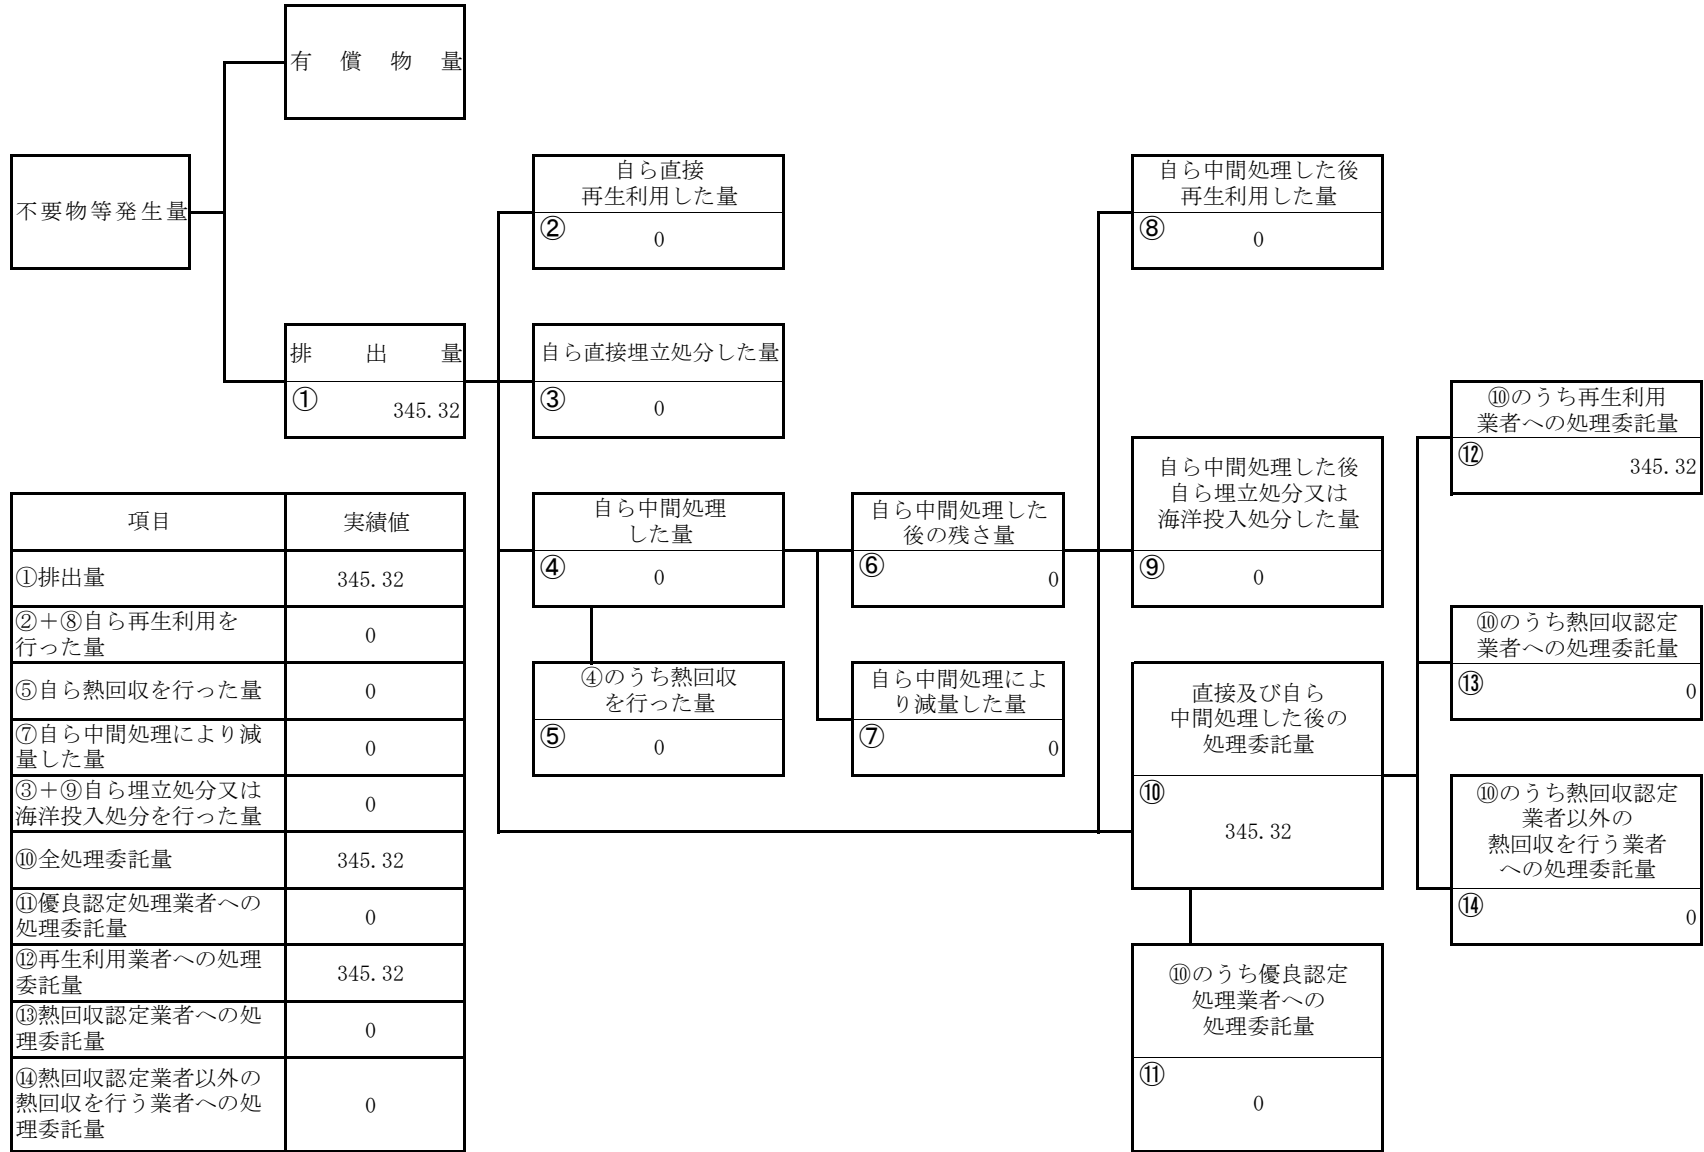 有償物量
不要物等発生量
排出量
①
345.32
自ら直接
再生利用した量
②
0
自ら直接埋立処分した量
③
0
自ら中間処理
した量
④
0
④のうち熱回収
を行った量
⑤
0
自ら中間処理した
後の残さ量
⑥
0
自ら中間処理によ
り減量した量
⑦
0
自ら中間処理した後
再生利用した量
⑧
0
自ら中間処理した後
自ら埋立処分又は
海洋投入処分した量
⑨
0
直接及び自ら
中間処理した後の
処理委託量
⑩
345.32
⑩のうち優良認定
処理業者への
処理委託量
⑪
0
⑩のうち再生利用
業者への処理委託量
⑫
345.32
⑩のうち熱回収認定
業者への処理委託量
⑬
0
⑩のうち熱回収認定
業者以外の
熱回収を行う業者
への処理委託量
⑭
0
項目 実績値
①排出量 345.32
②＋⑧自ら再生利用を
行った量 0
⑤自ら熱回収を行った量 0
⑦自ら中間処理により減
量した量 0
③＋⑨自ら埋立処分又は
海洋投入処分を行った量 0
⑩全処理委託量 345.32
⑪優良認定処理業者への
処理委託量 0
⑫再生利用業者への処理
委託量 345.32
⑬熱回収認定業者への処
理委託量 0
⑭熱回収認定業者以外の
熱回収を行う業者への処
理委託量 0